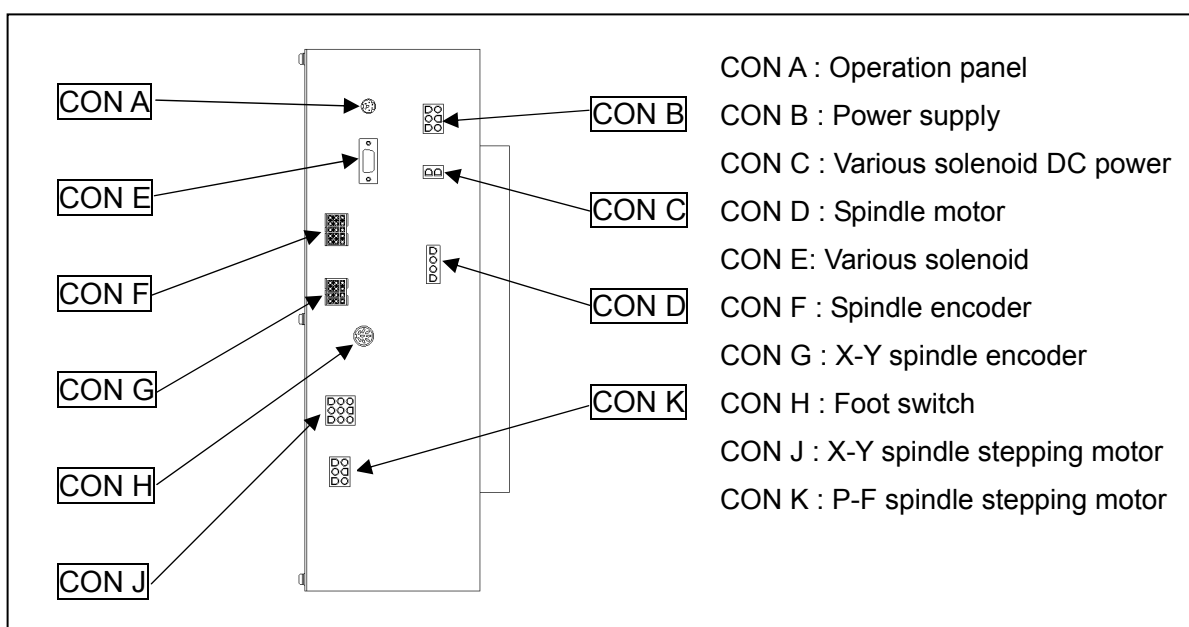 CON A
CON E
CON F
CON G
CON H
CON J
CON B
CON C
CON D
CON K
CON A : Operation panel
CON B : Power supply
CON C : Various solenoid DC power
CON D : Spindle motor
CON E: Various solenoid
CON F : Spindle encoder
CON G : X-Y spindle encoder
CON H : Foot switch
CON J : X-Y spindle stepping motor
CON K : P-F spindle stepping motor